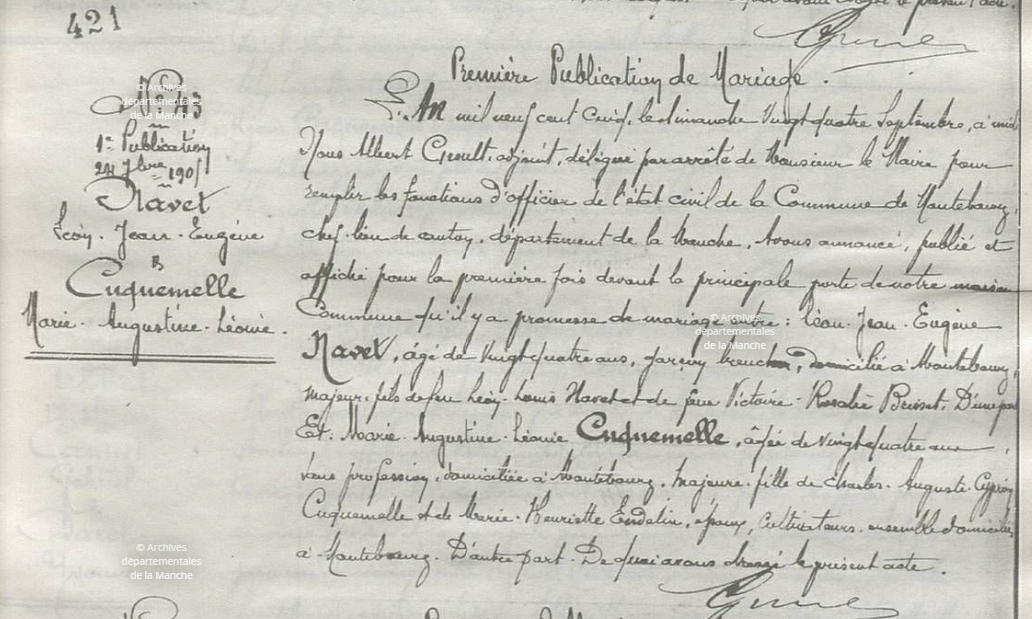 421
Première Publication de Mariage.
N° 43
1re Publication
24 7bre 1905
Navet
Léon. Jean. Eugène
&
Cuquemelle
Marie. Augustine. Léonie.
L'An mil neuf cent Cinq, le dimanche Vingt quatre Septembre, à midi
Nous Albert Groult, adjoint, délégué par arrêté de Monsieur le Maire pour
remplir les fonctions d'officier de l'état civil de la Commune de Montebourg,
chef-lieu de canton, département de la Manche, Avons annoncé, publié et
affiché pour la première fois devant la principale porte de notre maison
Commune qu'il y a promesse de mariage entre : Léon. Jean. Eugène
Navet, âgé de Vingt quatre ans, garçon domicilié à Montebourg,
majeur, fils de feu Léon-Louis Navet et de feue Victoire-Rosalie D'une part
Et : Marie. Augustine. Léonie Cuquemelle, âgée de Vingt quatre ans,
sans profession, domiciliée à Montebourg, majeure, fille de Charles. Auguste. Cyprien
Cuquemelle et de Marie. Henriette Endelin, époux, Cultivateurs, ensemble domiciliés
à Montebourg. D'autre part. De quoi avons dressé le présent acte.
© Archives
départementales
de la Manche
© Archives
départementales
de la Manche
© Archives
départementales
de la Manche